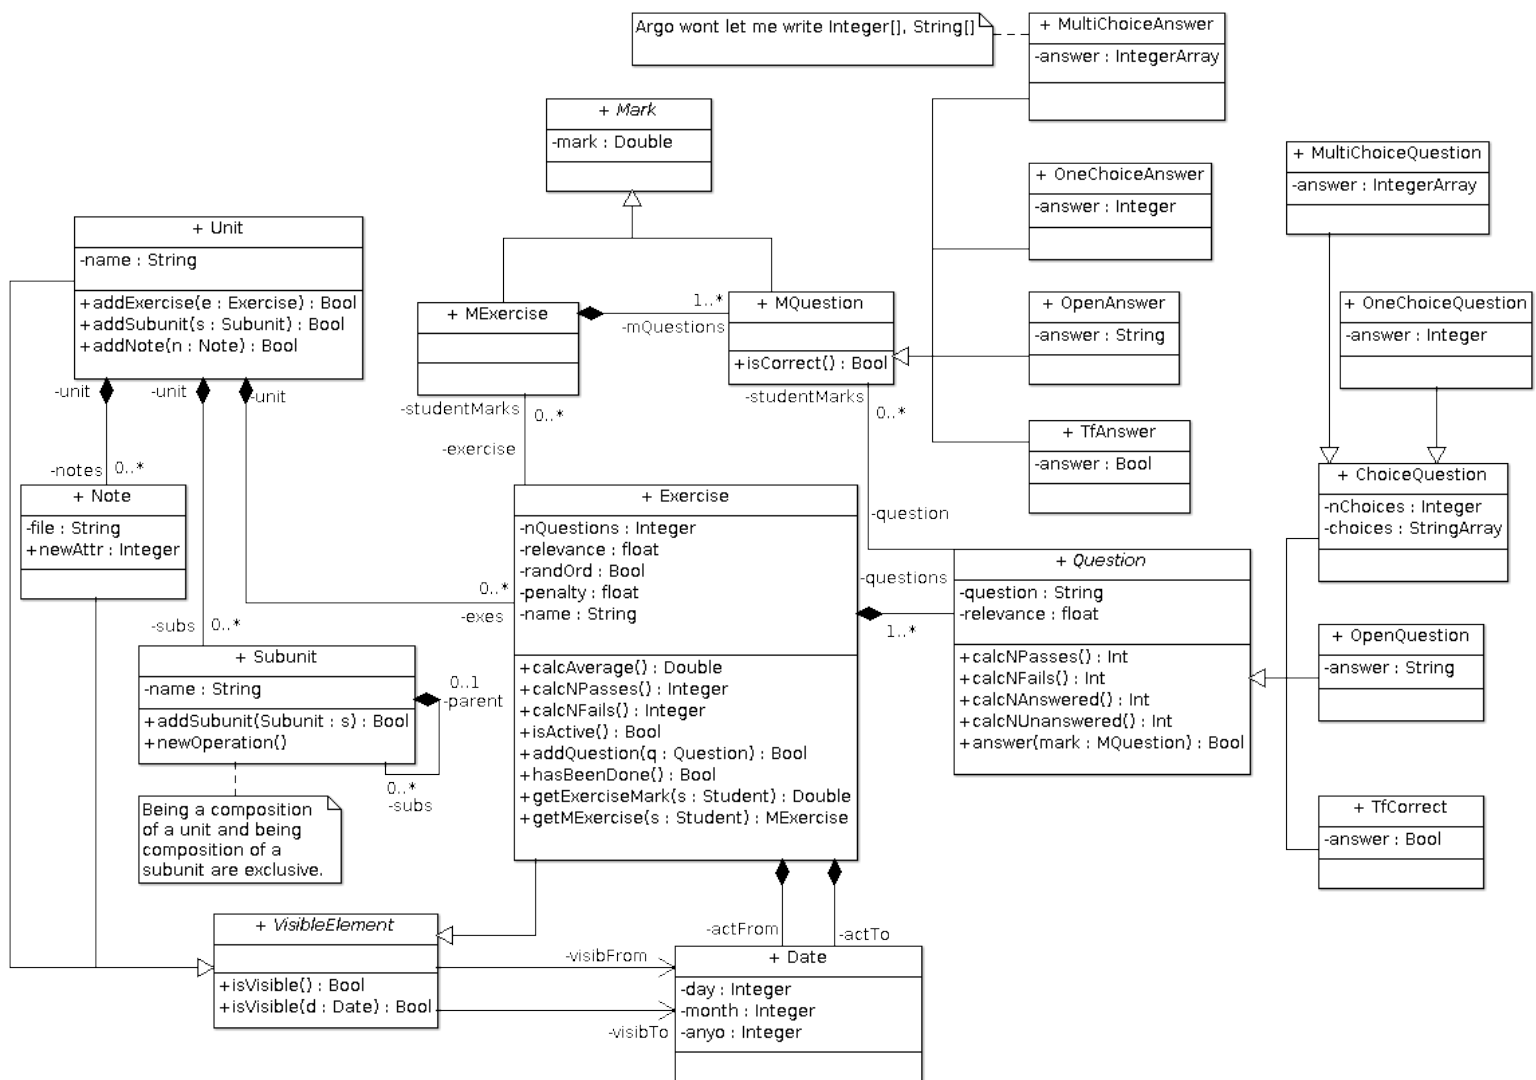 Argo wont let me write Integer[], String[]
+ MultiChoiceAnswer
-answer : IntegerArray
+ Mark
-mark : Double
+ OneChoiceAnswer
-answer : Integer
+ MultiChoiceQuestion
-answer : IntegerArray
+ Unit
-name : String
+addExercise(e : Exercise) : Bool
+addSubunit(s : Subunit) : Bool
+addNote(n : Note) : Bool
+ MExercise
1..*
-mQuestions
+ MQuestion
+isCorrect() : Bool
+ OpenAnswer
-answer : String
+ OneChoiceQuestion
-answer : Integer
-unit
-unit
-unit
-studentMarks
0..*
-exercise
-studentMarks
0..*
-question
+ TfAnswer
-answer : Bool
-notes
0..*
+ Note
-file : String
+newAttr : Integer
+ Exercise
-nQuestions : Integer
-relevance : float
-randOrd : Bool
-penalty : float
-name : String
+calcAverage() : Double
+calcNPasses() : Integer
+calcNFails() : Integer
+isActive() : Bool
+addQuestion(q : Question) : Bool
+hasBeenDone() : Bool
+getExerciseMark(s : Student) : Double
+getMExercise(s : Student) : MExercise
0..*
-exes
-questions
1..*
+ Question
-question : String
-relevance : float
+calcNPasses() : Int
+calcNFails() : Int
+calcNAnswered() : Int
+calcNUnanswered() : Int
+answer(mark : MQuestion) : Bool
+ ChoiceQuestion
-nChoices : Integer
-choices : StringArray
+ OpenQuestion
-answer : String
+ TfCorrect
-answer : Bool
-subs
0..*
+ Subunit
-name : String
+addSubunit(Subunit : s) : Bool
+newOperation()
0..1
-parent
0..*
-subs
Being a composition
of a unit and being
composition of a
subunit are exclusive.
+ VisibleElement
+isVisible() : Bool
+isVisible(d : Date) : Bool
-visibFrom
-visibTo
-actFrom
-actTo
+ Date
-day : Integer
-month : Integer
-anyo : Integer